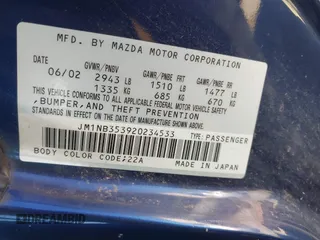 MFD. BY MAZDA MOTOR CORPORATION
GVWR/PNBV GAWR/PNBE FRT GAWR/PNBE RR
06/02 2943 LB 1510 LB 1477 LB
1335 KG 685 KG 670 KG
THIS VEHICLE CONFORMS TO ALL APPLICABLE FEDERAL MOTOR VEHICLE SAFETY
,BUMPER,AND THEFT PREVENTION
STANDARDS IN EFFECT ON THE DATE OF MANUFACTURE SHOWN ABOVE.
JM1NB353920234533 TYPE:PASSENGER
BODY COLOR CODE;22A MADE IN JAPAN